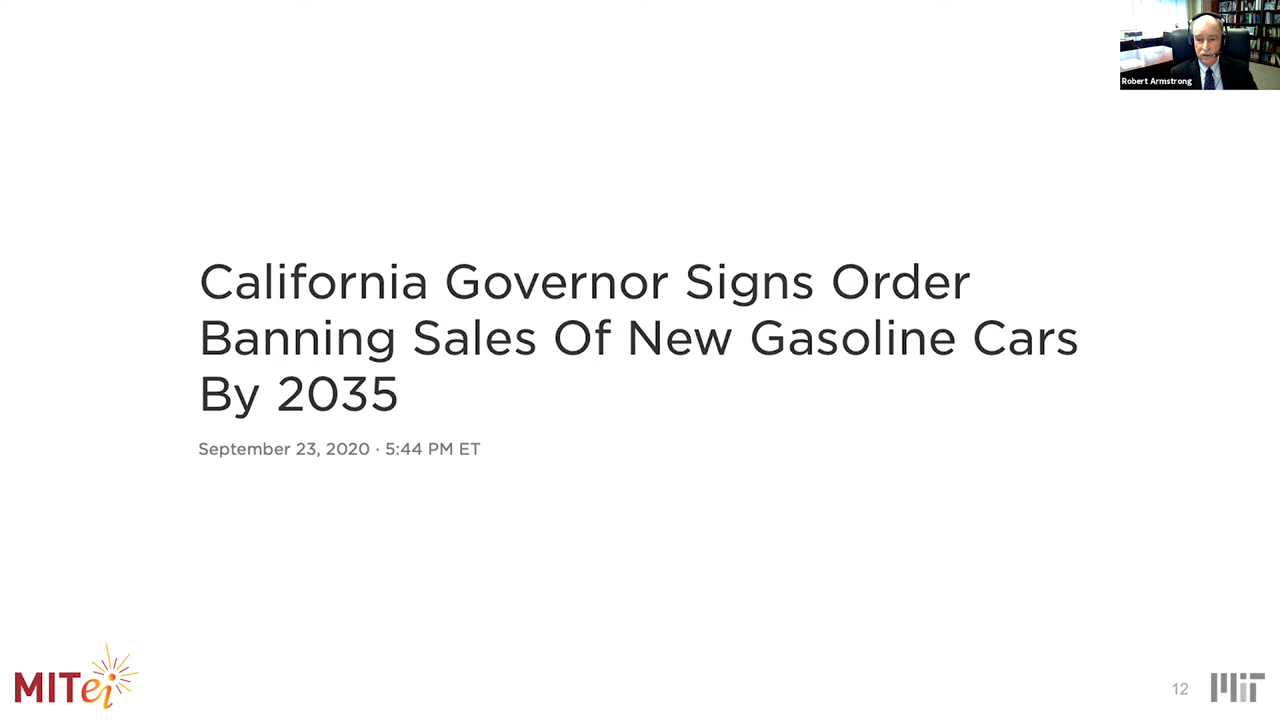 Robert Armstrong
California Governor Signs Order
Banning Sales Of New Gasoline Cars
By 2035
September 23, 2020 · 5:44 PM ET
MITei
12
MIT